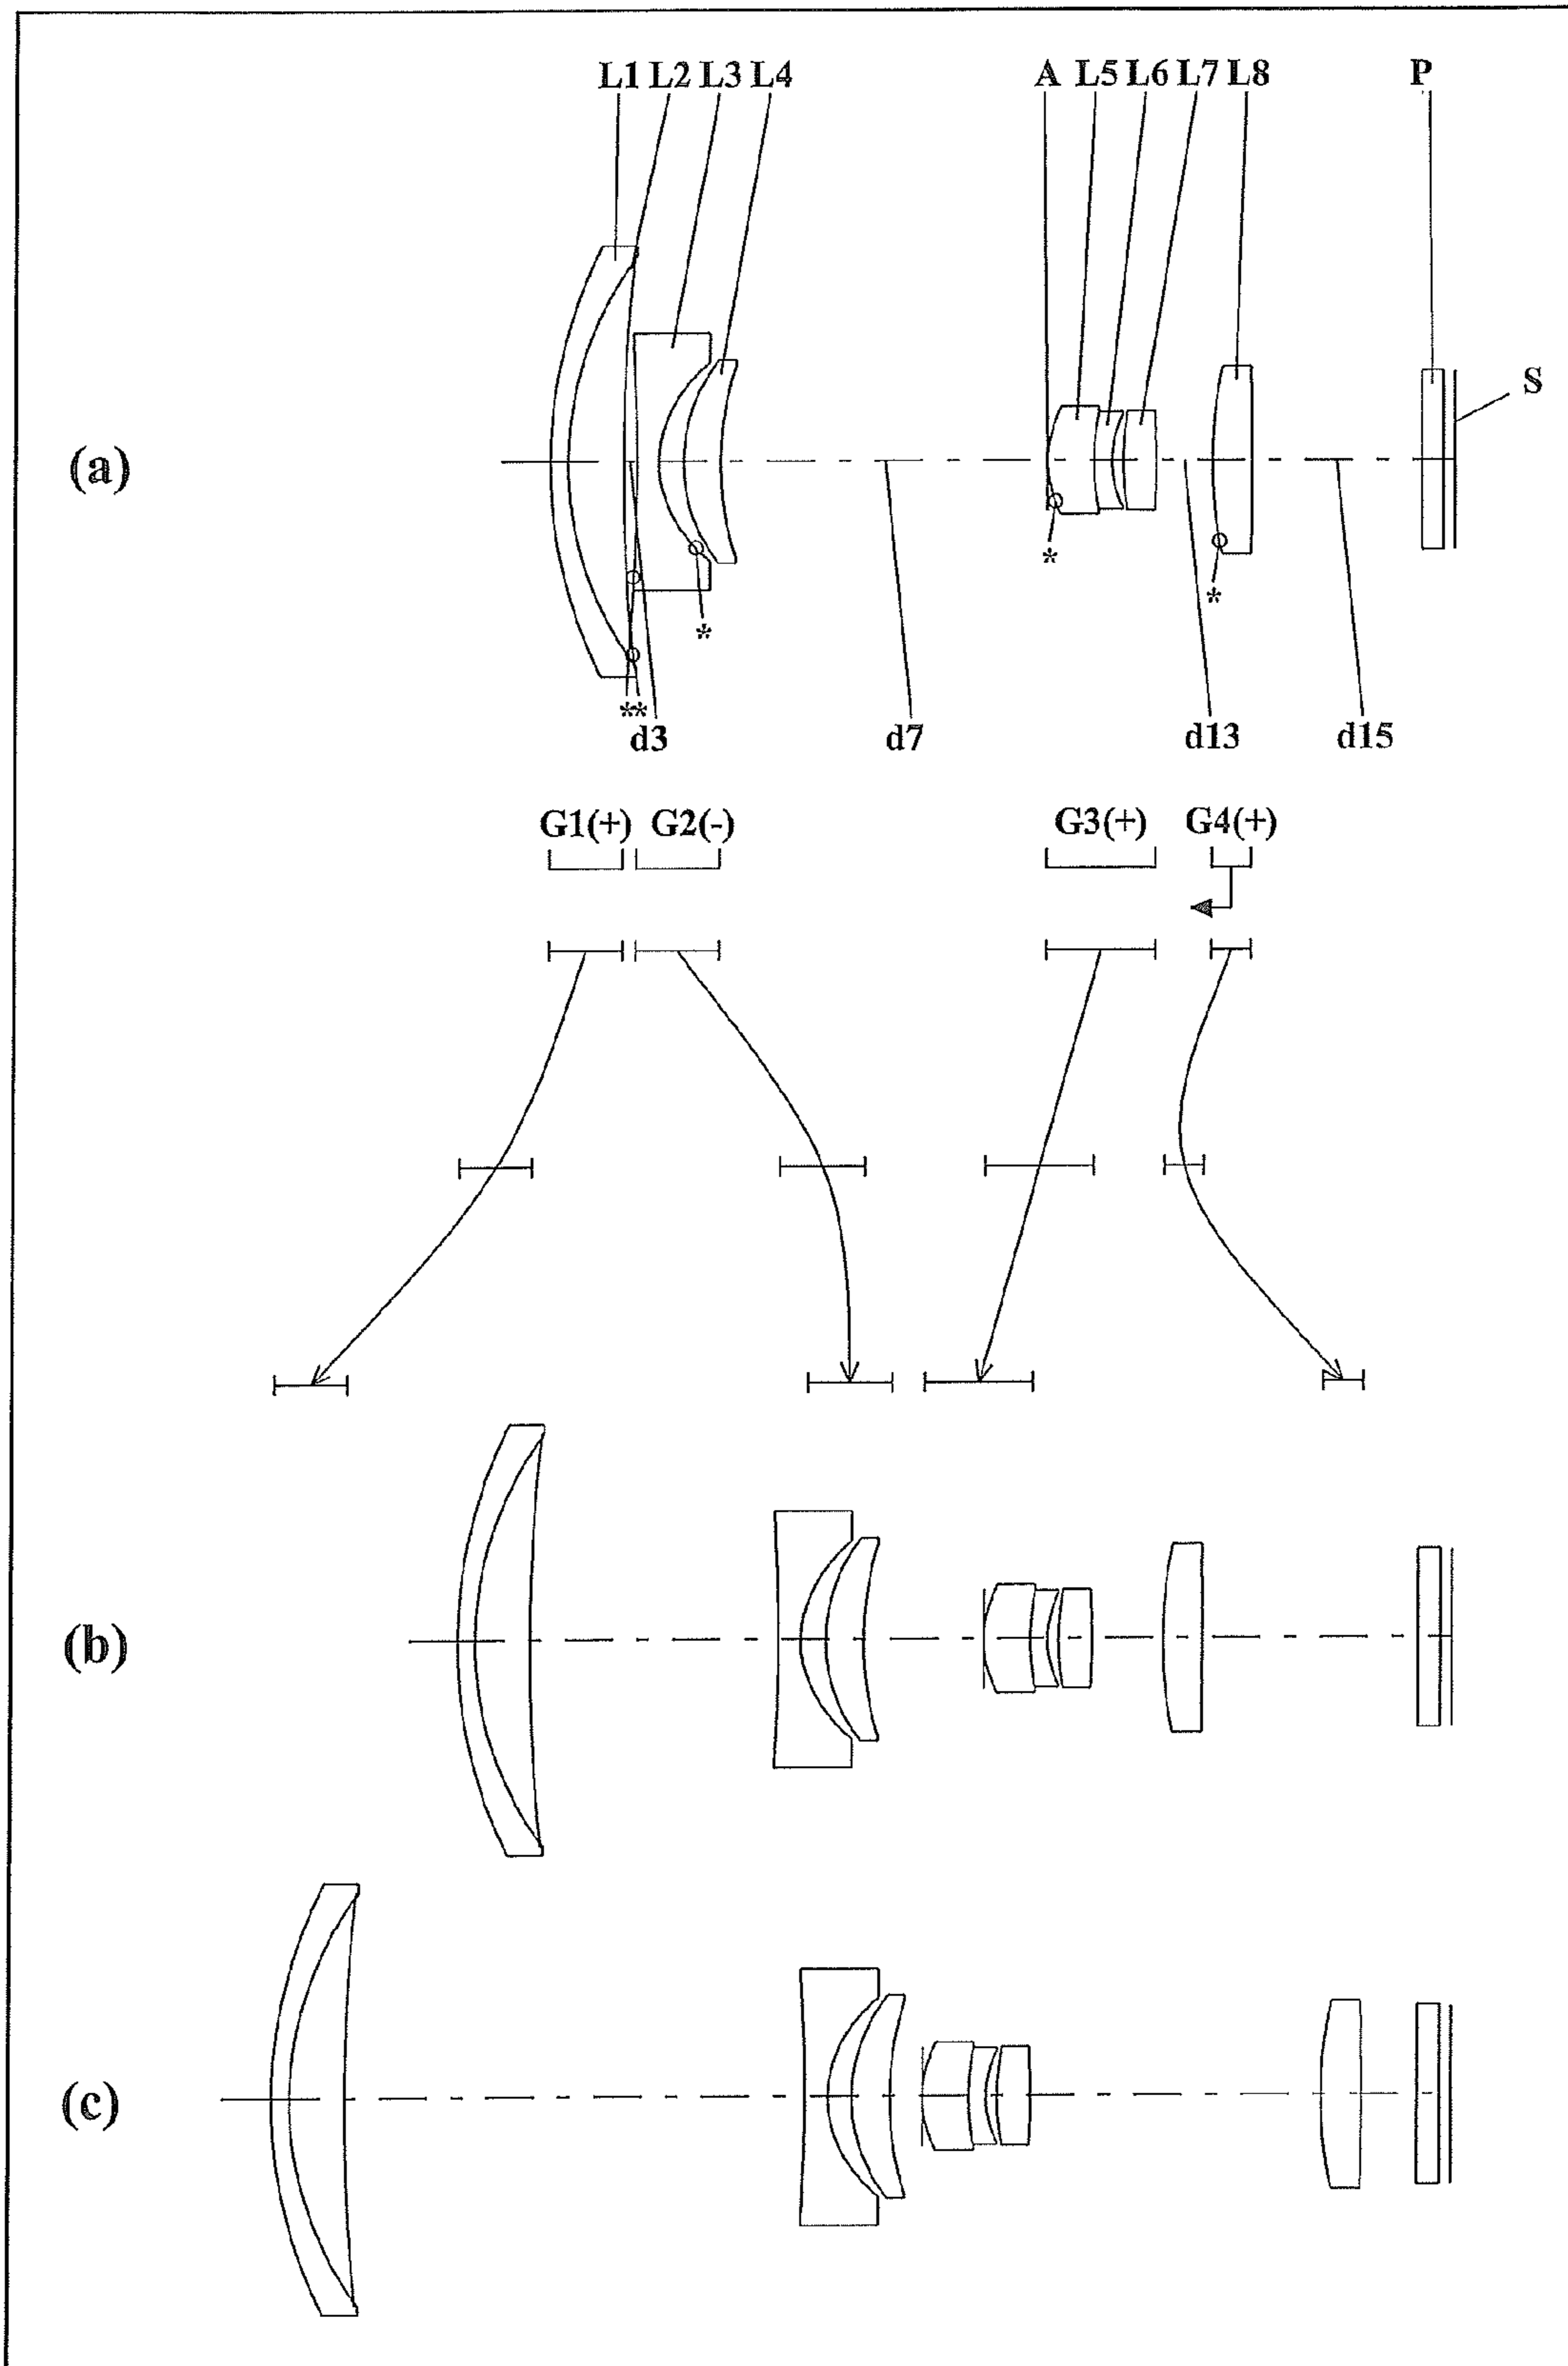 L1 L2 L3 L4 A L5 L6 L7 L8 P
S
(a)
*
*
*
**
d3 d7 d13 d15
G1(+) G2(-) G3(+) G4(+)
(b)
(c)